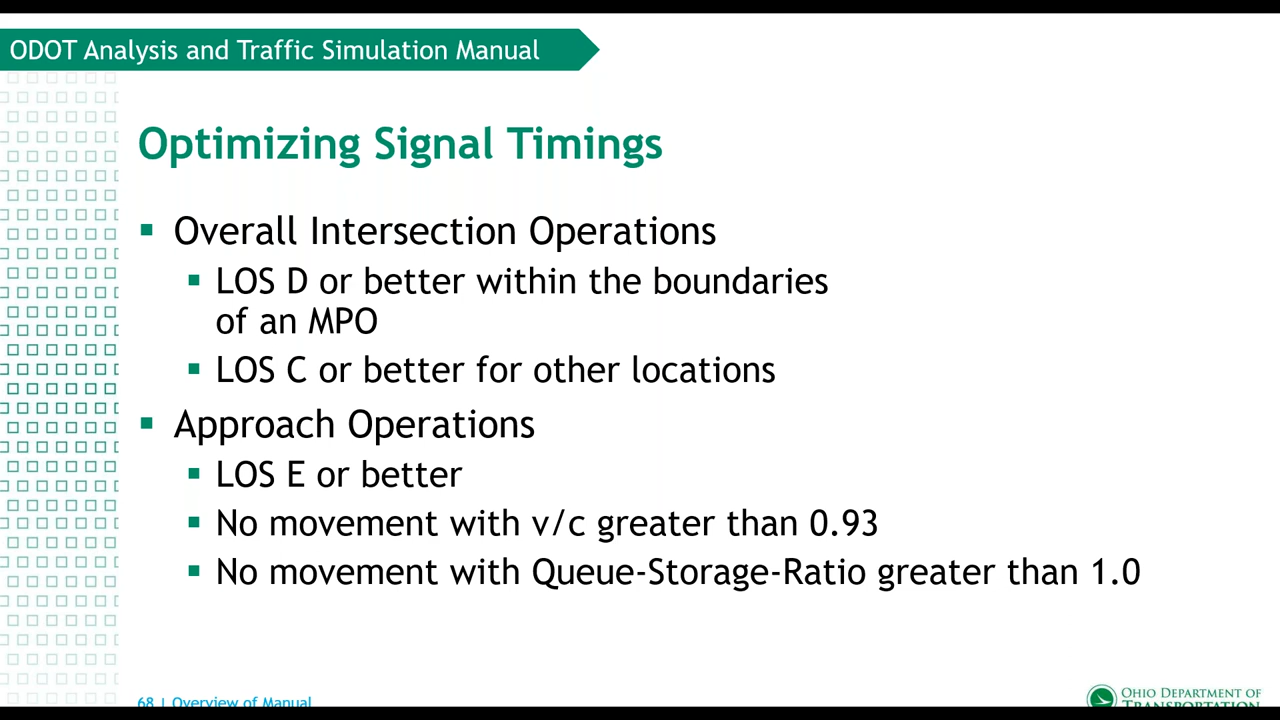 ODOT Analysis and Traffic Simulation Manual
Optimizing Signal Timings
Overall Intersection Operations
LOS D or better within the boundaries
of an MPO
LOS C or better for other locations
Approach Operations
LOS E or better
No movement with v/c greater than 0.93
No movement with Queue-Storage-Ratio greater than 1.0
68 | Overview of Manual
OHIO DEPARTMENT OF
TRANSPORTATION